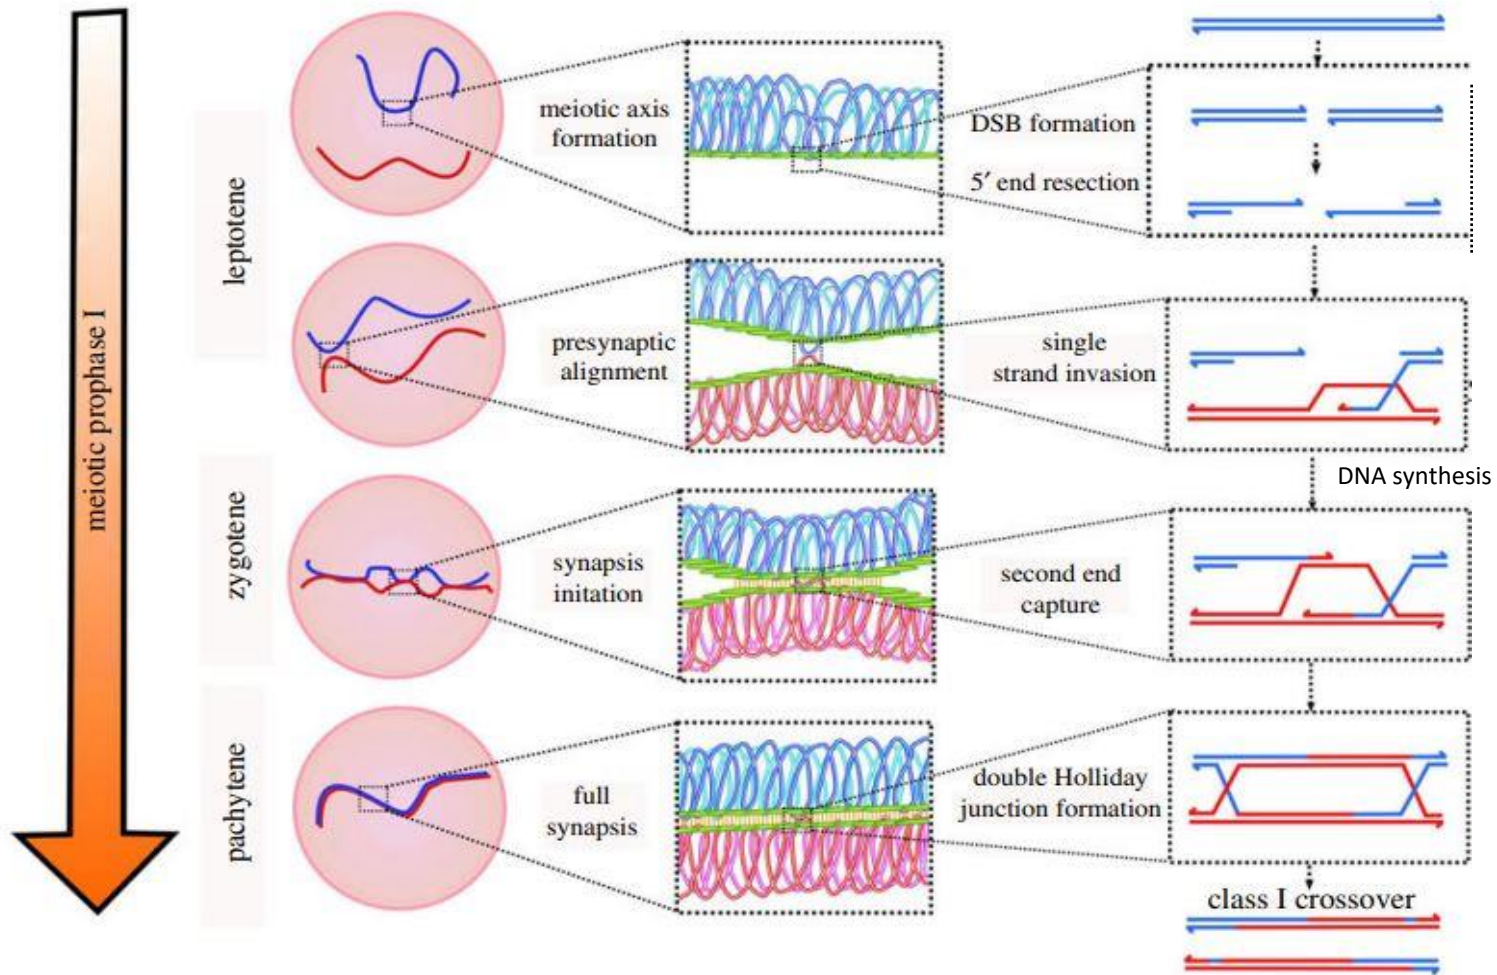 meiotic prophase I
leptotene
zygotene
pachytene
meiotic axis
formation
DSB formation
5′ end resection
presynaptic
alignment
single
strand invasion
DNA synthesis
synapsis
initation
second end
capture
full
synapsis
double Holliday
junction formation
class I crossover